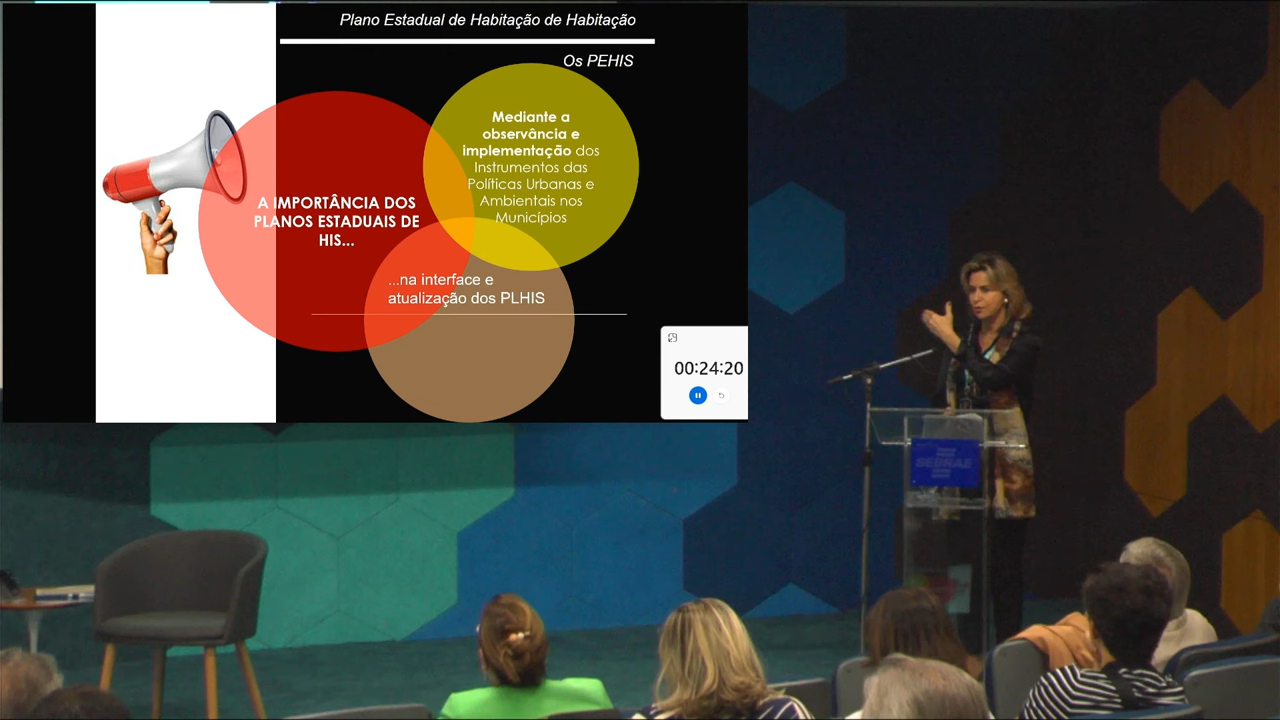 Plano Estadual de Habitação de Habitação
Os PEHIS
Mediante a
observância e
implementação dos
Instrumentos das
Políticas Urbanas e
Ambientais nos
Municípios
A IMPORTÂNCIA DOS
PLANOS ESTADUAIS DE
HIS...
...na interface e
atualização dos PLHIS
00:24:20